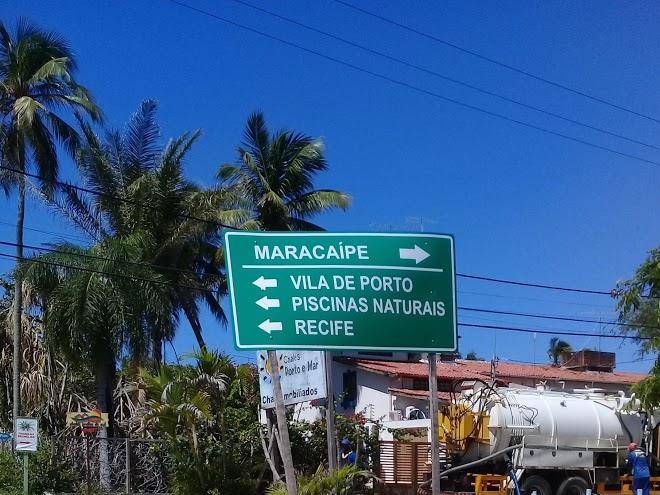 MARACAÍPE
VILA DE PORTO
PISCINAS NATURAIS
RECIFE
Porto e Mar